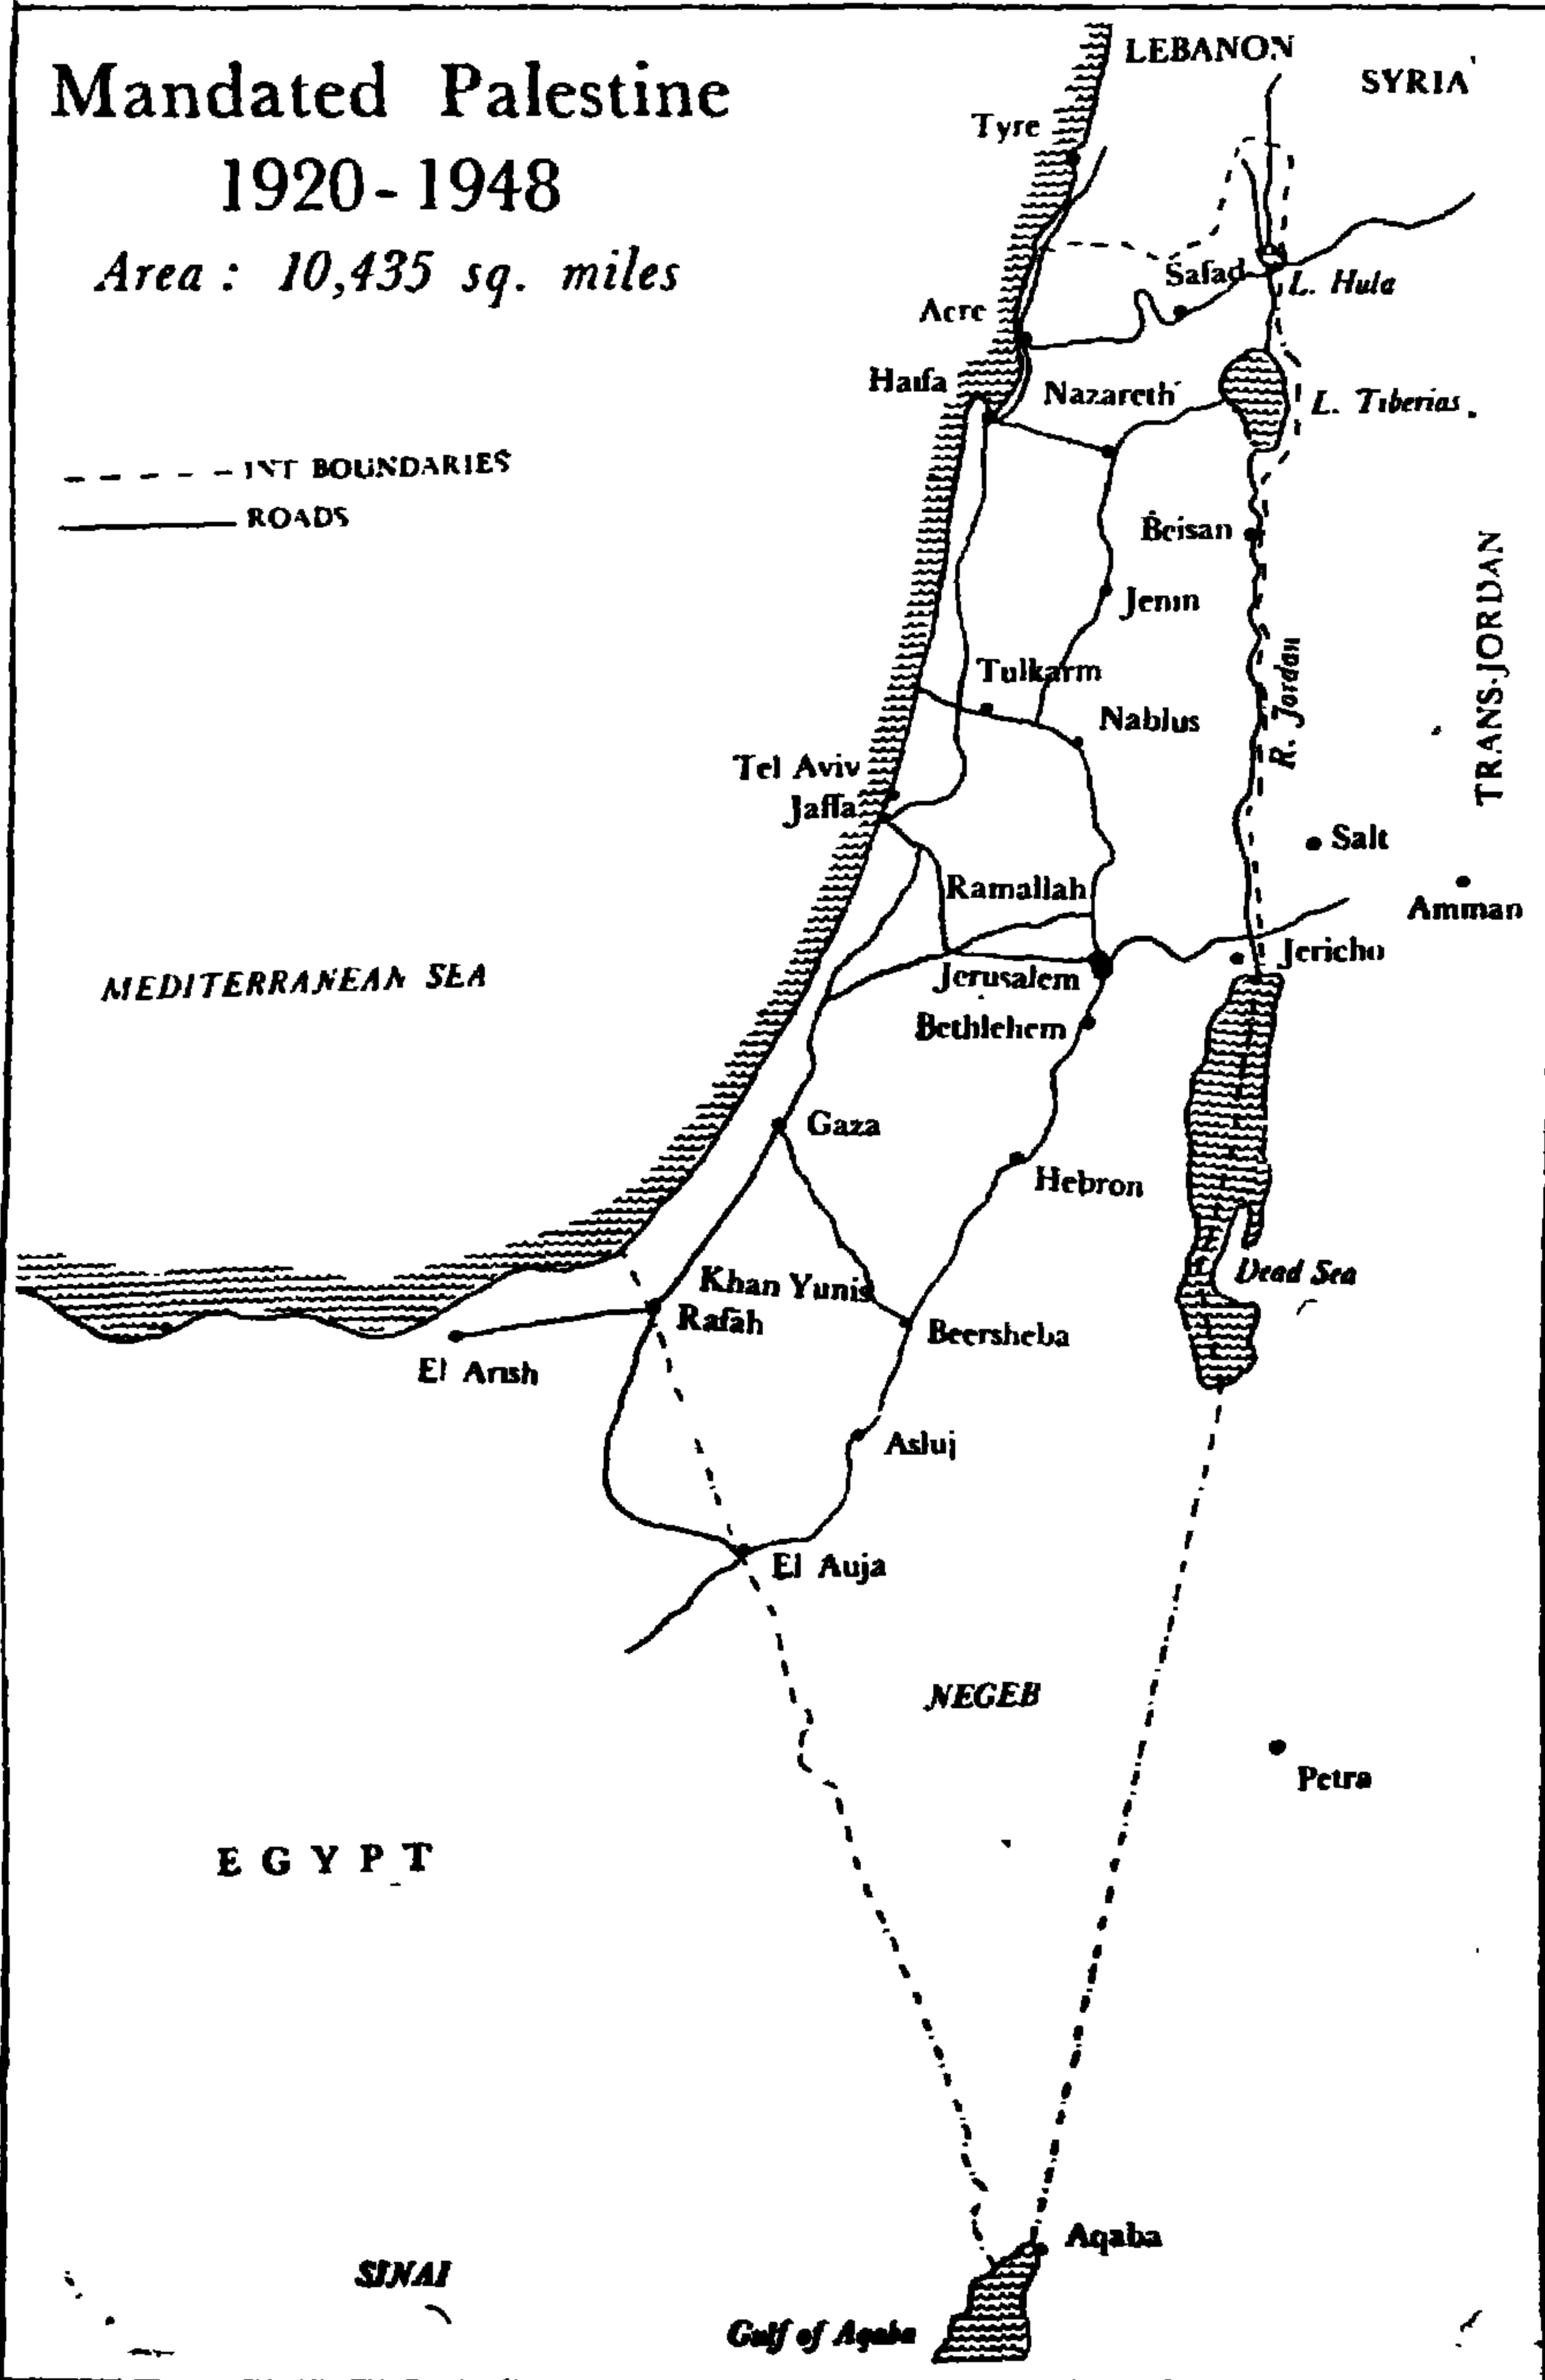 Mandated Palestine
1920-1948
Area : 10,435 sq. miles
LEBANON
SYRIA
Tyre
Safad
L. Hula
Acre
Haifa
Nazareth
L. Tiberias
INT BOUNDARIES
ROADS
Beisan
Jenin
TRANS-JORDAN
R. Jordan
Tulkarm
Nablus
Tel Aviv
Jaffa
Salt
Ramallah
Amman
Jericho
MEDITERRANEAN SEA
Jerusalem
Bethlehem
Gaza
Hebron
Dead Sea
Khan Yunis
Rafah
Beersheba
El Arish
Asluj
El Auja
NEGEB
Petra
EGYPT
Aqaba
SINAI
Gulf of Aqaba